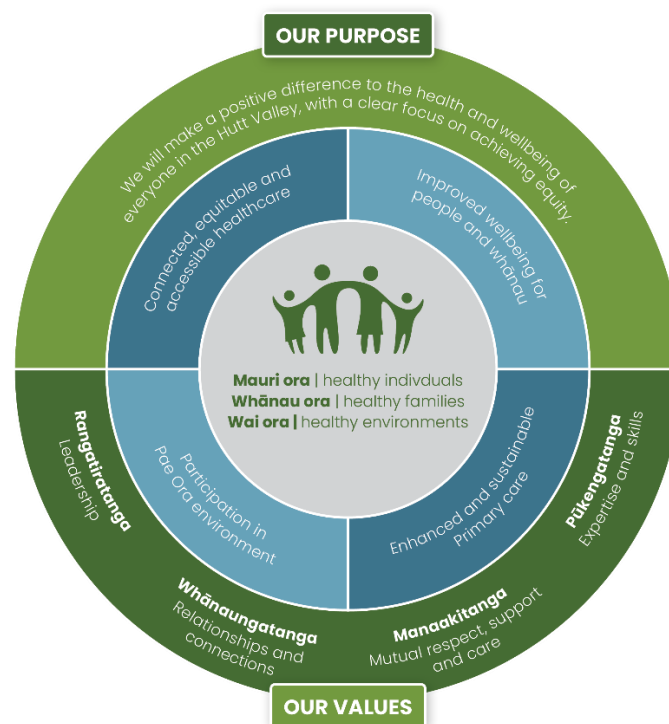 OUR PURPOSE
We will make a positive difference to the health and wellbeing of
everyone in the Hutt Valley, with a clear focus on achieving equity.
Connected, equitable and
accessible healthcare
Improved wellbeing for
people and whānau
Mauri ora | healthy indivduals
Whānau ora | healthy families
Wai ora | healthy environments
Participation in
Pae Ora environment
Enhanced and sustainable
Primary care
Rangatiratanga
Leadership
Whānaungatanga
Relationships and
connections
Manaakitanga
Mutual respect, support
and care
Pūkengatanga
Expertise and skills
OUR VALUES